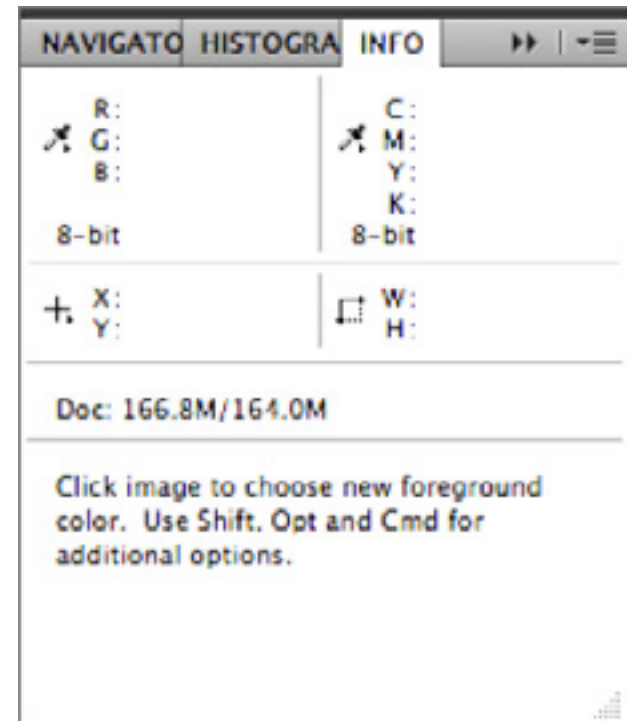 NAVIGATO HISTOGRA INFO
R:
G:
B:
8-bit
C:
M:
Y:
K:
8-bit
X:
Y:
W:
H:
Doc: 166.8M/164.0M
Click image to choose new foreground
color.  Use Shift, Opt and Cmd for
additional options.